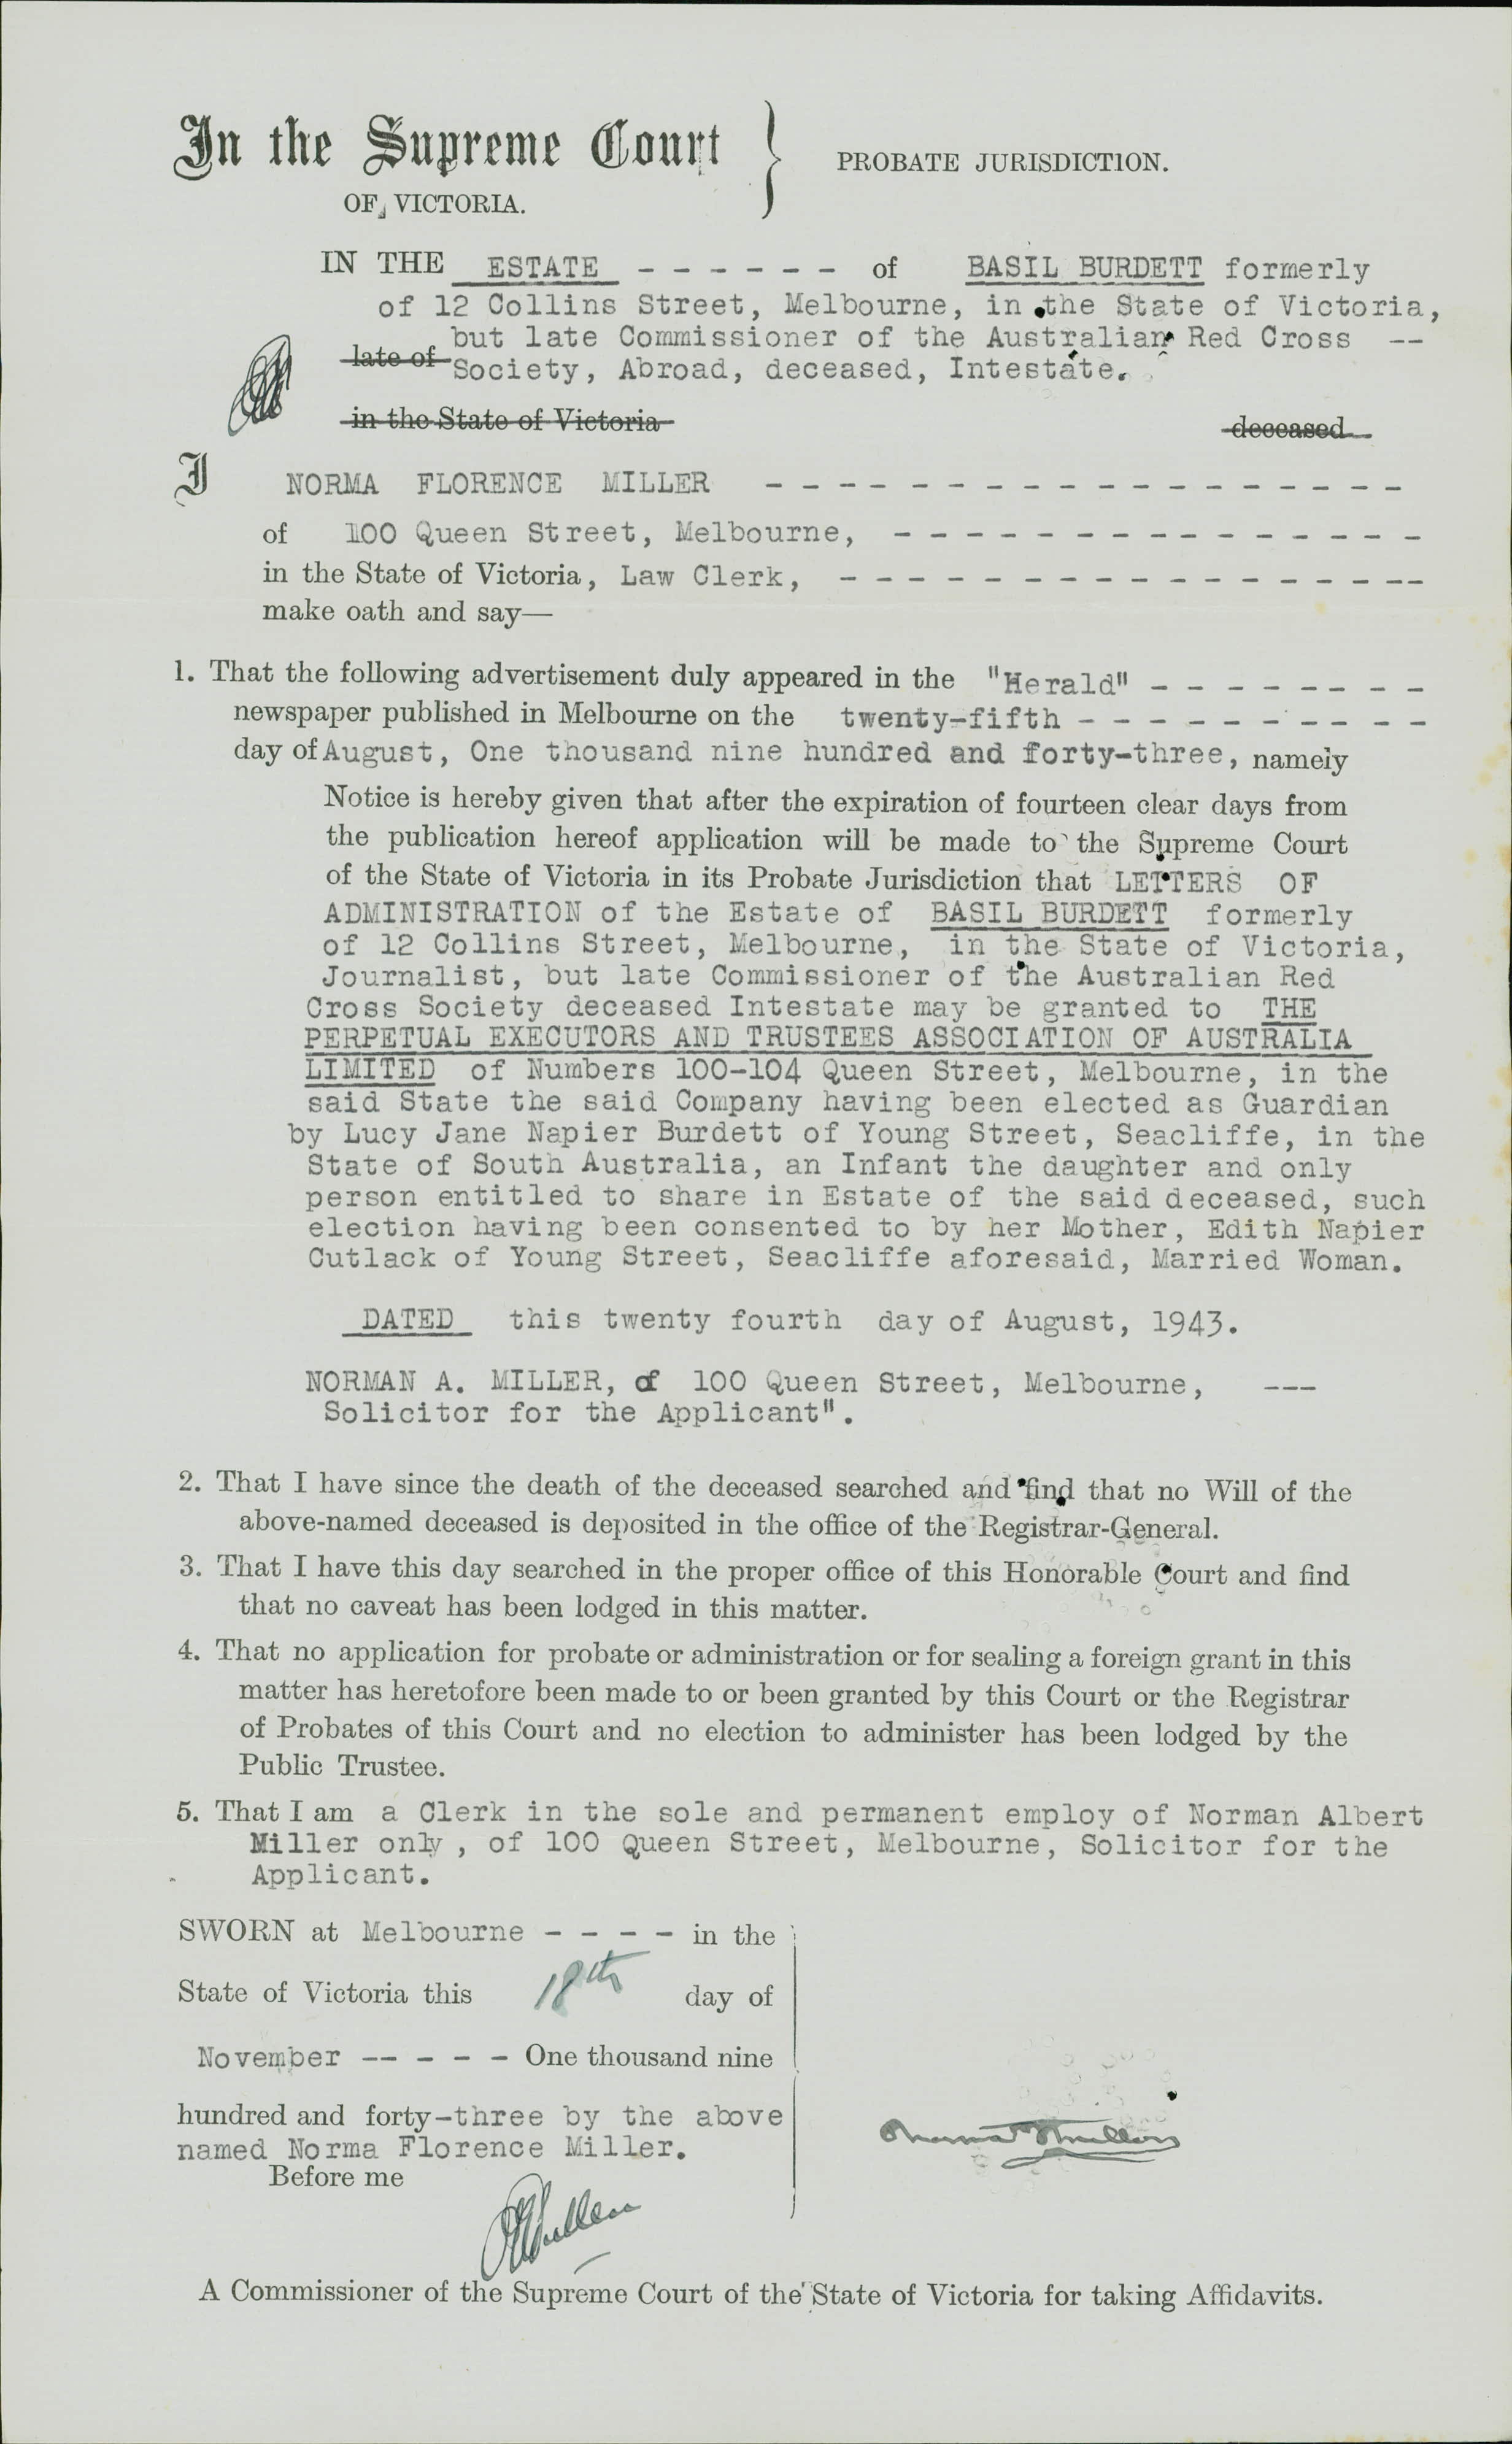 In the Supreme Court
OF VICTORIA.
PROBATE JURISDICTION.
IN THE ESTATE - - - - - - of BASIL BURDETT formerly
of 12 Collins Street, Melbourne, in the State of Victoria,
but late Commissioner of the Australian Red Cross --
late of Society, Abroad, deceased, Intestate.
in the State of Victoria deceased
I NORMA FLORENCE MILLER - - - - - - - - - - - - - - - - - -
of 100 Queen Street, Melbourne, - - - - - - - - - - - - - - -
in the State of Victoria, Law Clerk, - - - - - - - - - - - - - - - - --
make oath and say—
1. That the following advertisement duly appeared in the "Herald" - - - - - - - -
newspaper published in Melbourne on the twenty-fifth - - - - - - - - - -
day of August, One thousand nine hundred and forty-three, namely
Notice is hereby given that after the expiration of fourteen clear days from
the publication hereof application will be made to the Supreme Court
of the State of Victoria in its Probate Jurisdiction that LETTERS OF
ADMINISTRATION of the Estate of BASIL BURDETT formerly
of 12 Collins Street, Melbourne, in the State of Victoria,
Journalist, but late Commissioner of the Australian Red
Cross Society deceased Intestate may be granted to THE
PERPETUAL EXECUTORS AND TRUSTEES ASSOCIATION OF AUSTRALIA
LIMITED of Numbers 100-104 Queen Street, Melbourne, in the
said State the said Company having been elected as Guardian
by Lucy Jane Napier Burdett of Young Street, Seacliffe, in the
State of South Australia, an Infant the daughter and only
person entitled to share in Estate of the said deceased, such
election having been consented to by her Mother, Edith Napier
Cutlack of Young Street, Seacliffe aforesaid, Married Woman.
DATED this twenty fourth day of August, 1943.
NORMAN A. MILLER, of 100 Queen Street, Melbourne, ---
Solicitor for the Applicant".
2. That I have since the death of the deceased searched and find that no Will of the
above-named deceased is deposited in the office of the Registrar-General.
3. That I have this day searched in the proper office of this Honorable Court and find
that no caveat has been lodged in this matter.
4. That no application for probate or administration or for sealing a foreign grant in this
matter has heretofore been made to or been granted by this Court or the Registrar
of Probates of this Court and no election to administer has been lodged by the
Public Trustee.
5. That I am a Clerk in the sole and permanent employ of Norman Albert
Miller only, of 100 Queen Street, Melbourne, Solicitor for the
Applicant.
SWORN at Melbourne - - - - in the
State of Victoria this 18th day of
November -- - - - One thousand nine
hundred and forty-three by the above
named Norma Florence Miller.
Before me
A Commissioner of the Supreme Court of the State of Victoria for taking Affidavits.